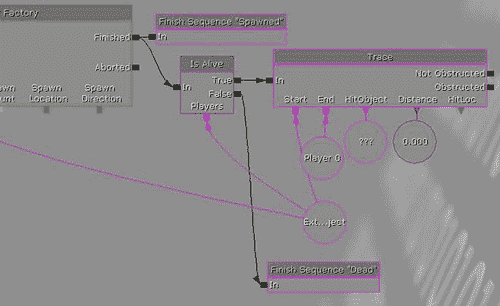 Factory
Finish Sequence "Spawned"
Finished
In
Aborted
Is Alive
Trace
In
True
False
Players
In
Not Obstructed
Obstructed
Start
End
HitObject
Distance
HitLoc
Spawn
Location
Spawn
Direction
Player 0
???
0.000
Ext...ject
Finish Sequence "Dead"
In